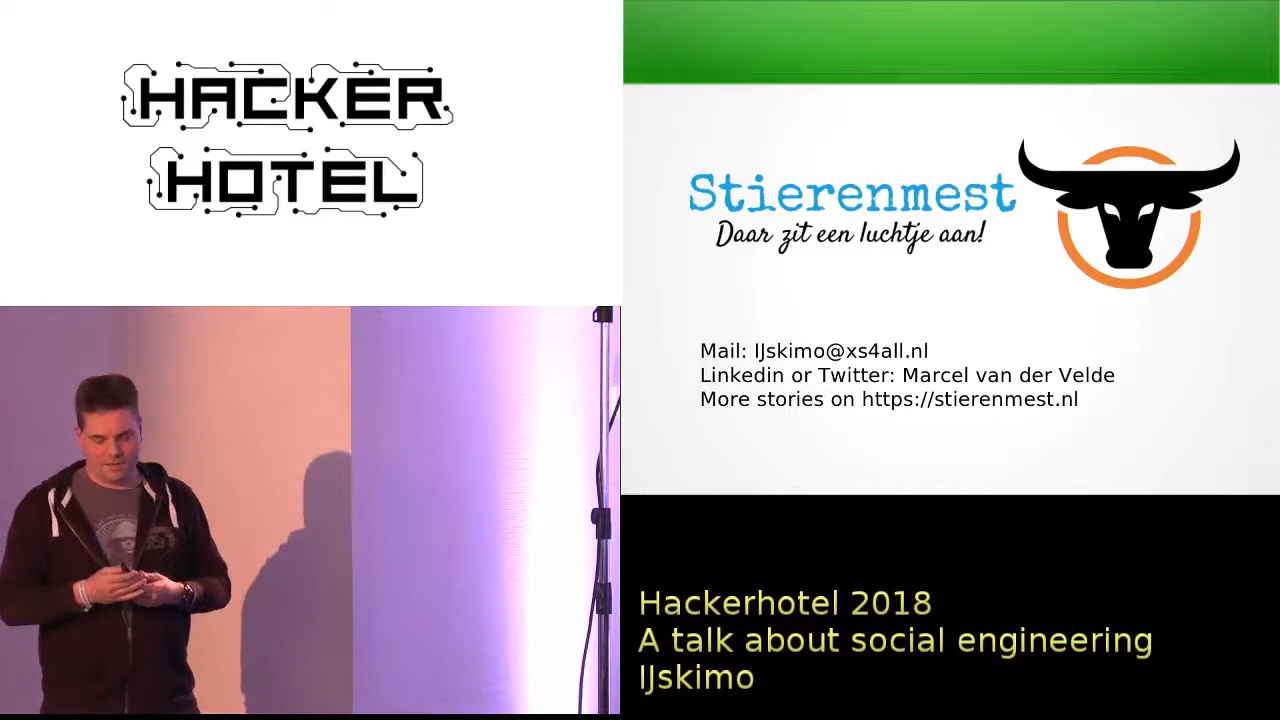 HACKER
HOTEL
Stierenmest
Daar zit een luchtje aan!
Mail: IJskimo@xs4all.nl
Linkedin or Twitter: Marcel van der Velde
More stories on https://stierenmest.nl
Hackerhotel 2018
A talk about social engineering
IJskimo